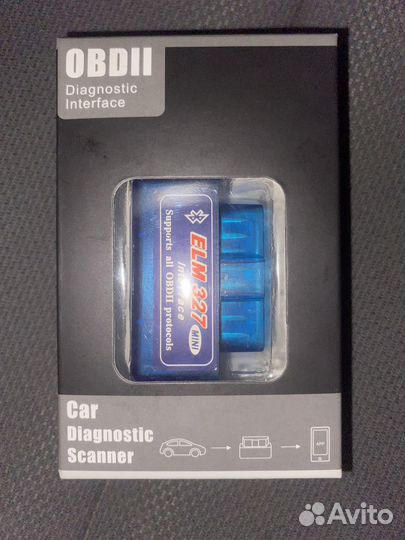 OBDII
Diagnostic
Interface
ELM 327
MINI
Interface
Supports all OBDII protocols
Car
Diagnostic
Scanner
APP
Avito